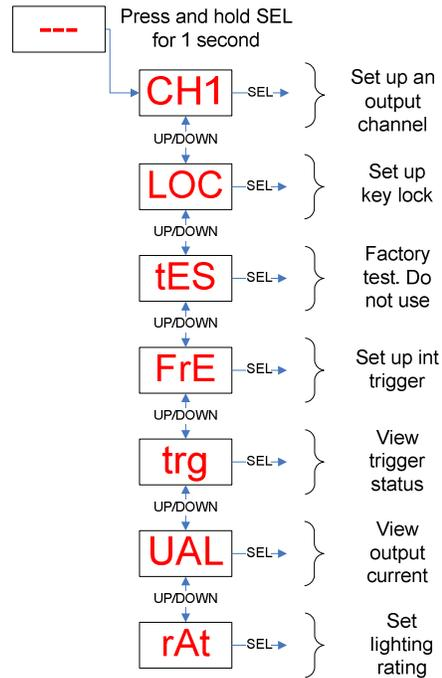 ---
Press and hold SEL
for 1 second
CH1
SEL
Set up an
output
channel
UP/DOWN
LOC
SEL
Set up
key lock
UP/DOWN
tES
SEL
Factory
test. Do
not use
UP/DOWN
FrE
SEL
Set up int
trigger
UP/DOWN
trg
SEL
View
trigger
status
UP/DOWN
UAL
SEL
View
output
current
UP/DOWN
rAt
SEL
Set
lighting
rating